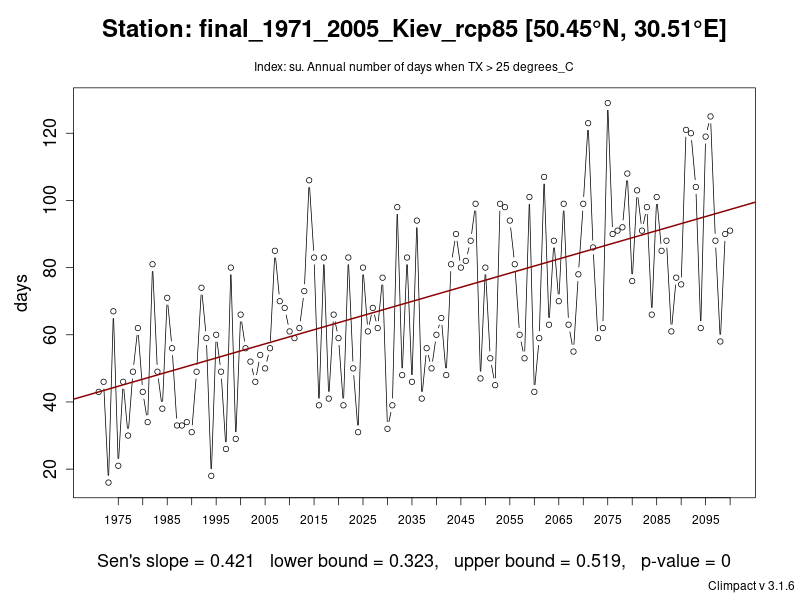 Station: final_1971_2005_Kiev_rcp85 [50.45°N, 30.51°E]
Index: su. Annual number of days when TX > 25 degrees_C
days
120
100
80
60
40
20
1975 1985 1995 2005 2015 2025 2035 2045 2055 2065 2075 2085 2095
Sen's slope = 0.421 lower bound = 0.323, upper bound = 0.519, p-value = 0
Climpact v 3.1.6